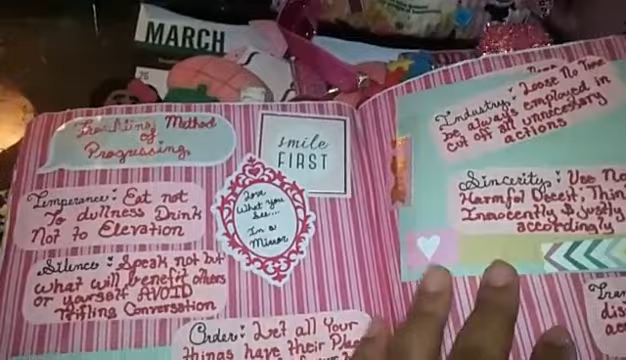 MARCH
Method
of
Progressing
smile
FIRST
Love
What You
See...
In a
Mirror
Temperance: Eat not
To dullness Drink
Not to Elevation
Silence: Speak not but
what will benefit others
or yourself AVOID
Trifling Conversation
Order: Let all Your
things have their Place
Industry: Loose No Time
be always employed in
cut off all unnecessary
actions
Sincerity: Use No
Harmful Deceit, Think
Innocently & justly
accordingly